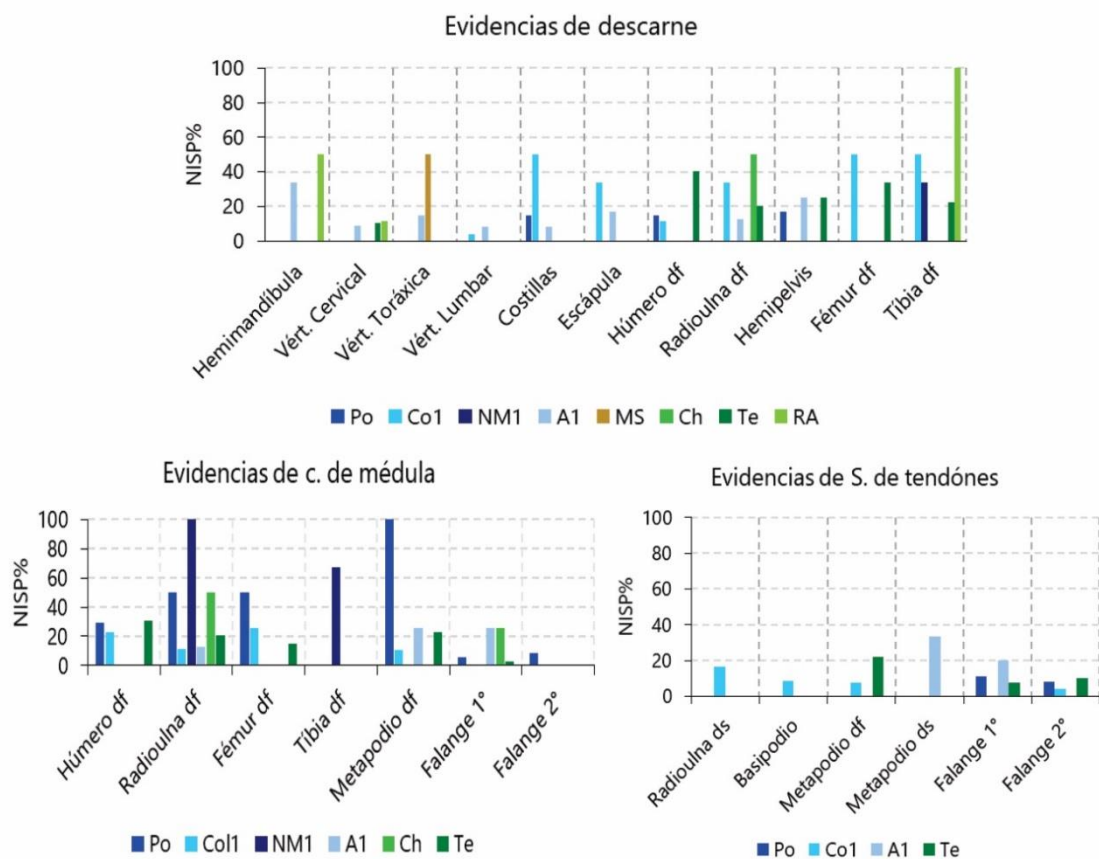 Evidencias de descarne
NISP%
100
80
60
40
20
0
Hemimandíbula
Vért. Cervical
Vért. Toráxica
Vért. Lumbar
Costillas
Escápula
Húmero df
Radioulna df
Hemipelvis
Fémur df
Tíbia df
Po Co1 NM1 A1 MS Ch Te RA
Evidencias de c. de médula
NISP%
100
80
60
40
20
0
Húmero df
Radioulna df
Fémur df
Tíbia df
Metapodio df
Falange 1°
Falange 2°
Po Col1 NM1 A1 Ch Te
Evidencias de S. de tendónes
NISP%
100
80
60
40
20
0
Radioulna ds
Basipodio
Metapodio df
Metapodio ds
Falange 1°
Falange 2°
Po Co1 A1 Te